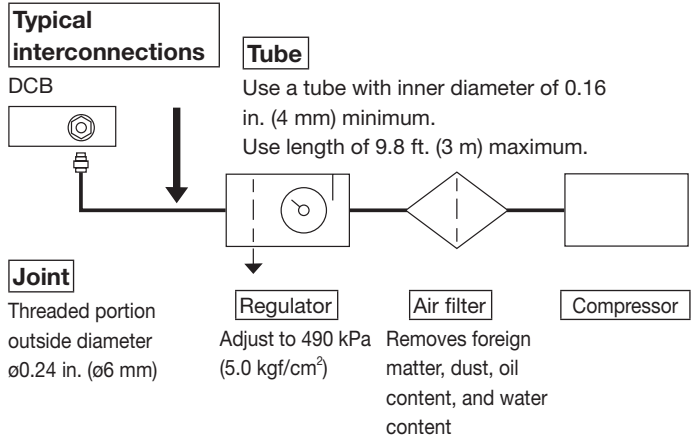 Typical
interconnections
DCB
Tube
Use a tube with inner diameter of 0.16
in. (4 mm) minimum.
Use length of 9.8 ft. (3 m) maximum.
Joint
Threaded portion
outside diameter
ø0.24 in. (ø6 mm)
Regulator
Adjust to 490 kPa
(5.0 kgf/cm²)
Air filter
Removes foreign
matter, dust, oil
content, and water
content
Compressor